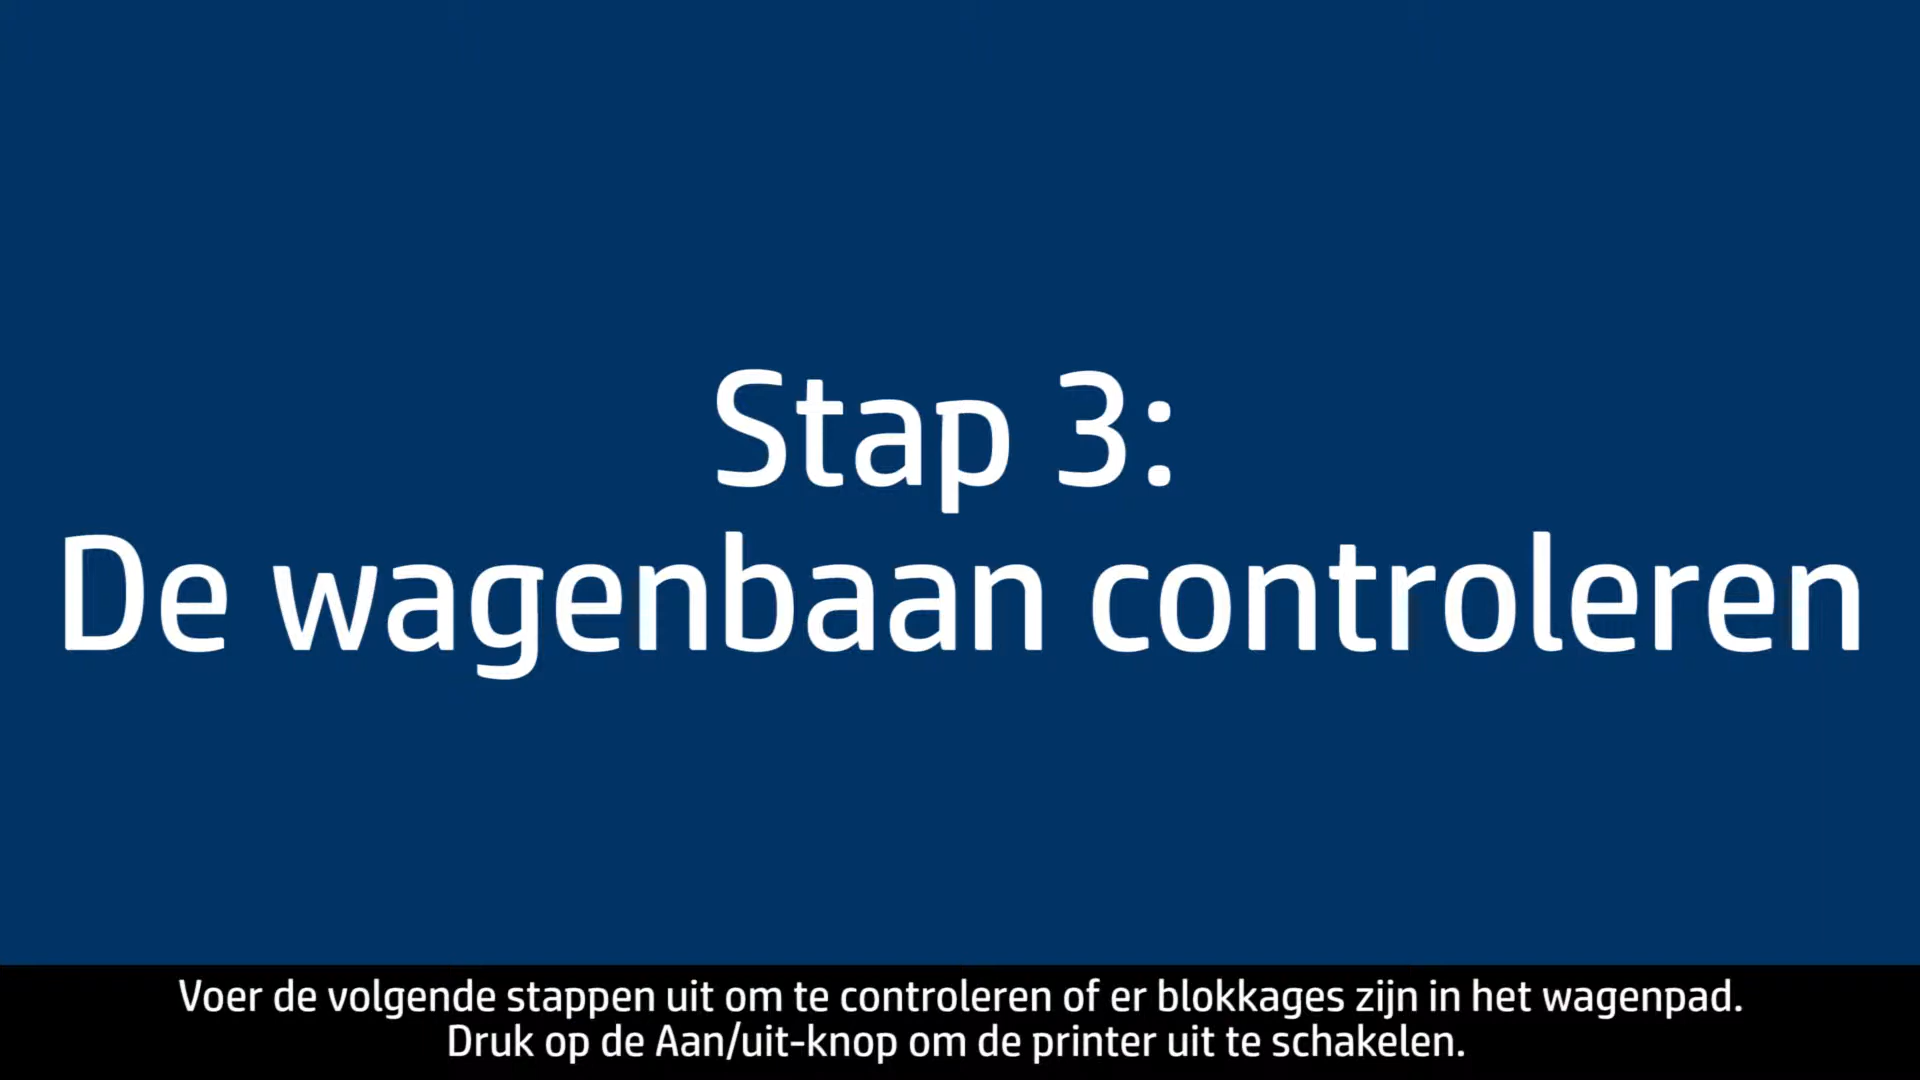 Stap 3:
De wagenbaan controleren
Voer de volgende stappen uit om te controleren of er blokkages zijn in het wagenpad.
Druk op de Aan/uit-knop om de printer uit te schakelen.